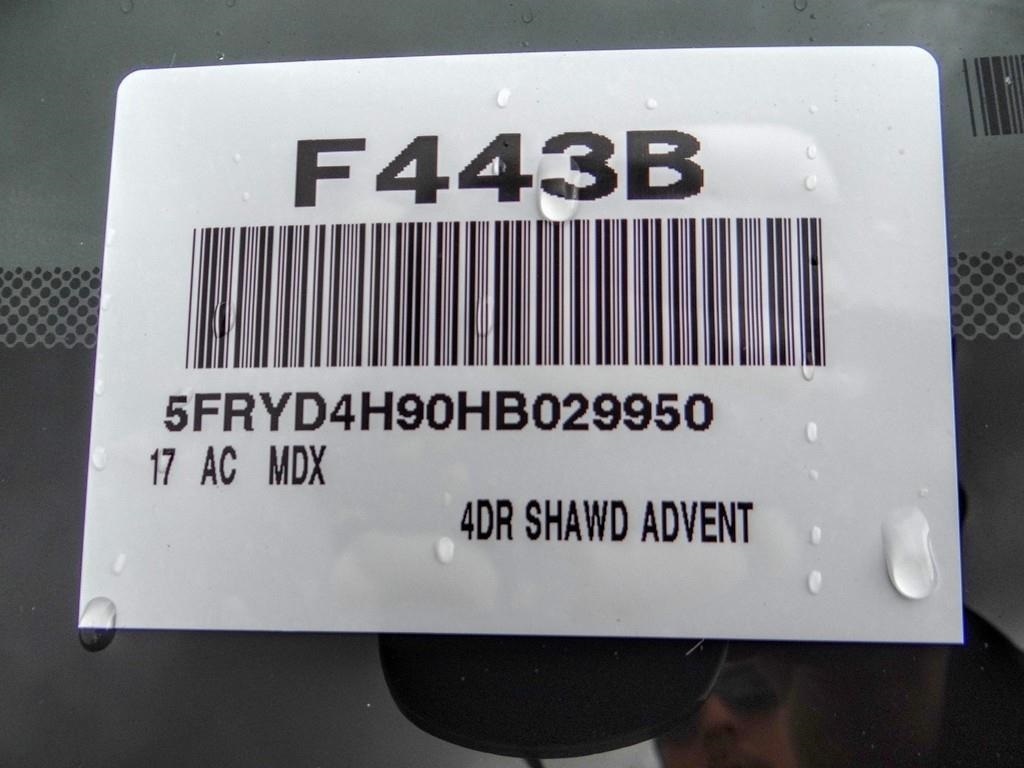 F443B
5FRYD4H90HB029950
17 AC MDX
4DR SHAWD ADVENT